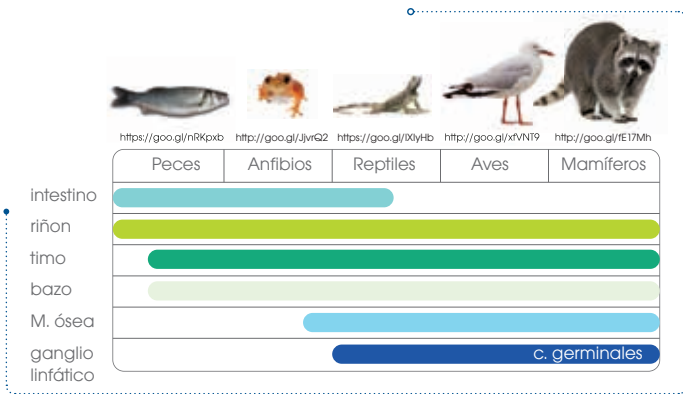 https://goo.gl/nRKpxb http://goo.gl/JjvrQ2 https://goo.gl/lXlyHb http://goo.gl/xfVNT9 http://goo.gl/fE17Mh
Peces Anfibios Reptiles Aves Mamíferos
intestino
riñon
timo
bazo
M. ósea
ganglio
linfático
c. germinales